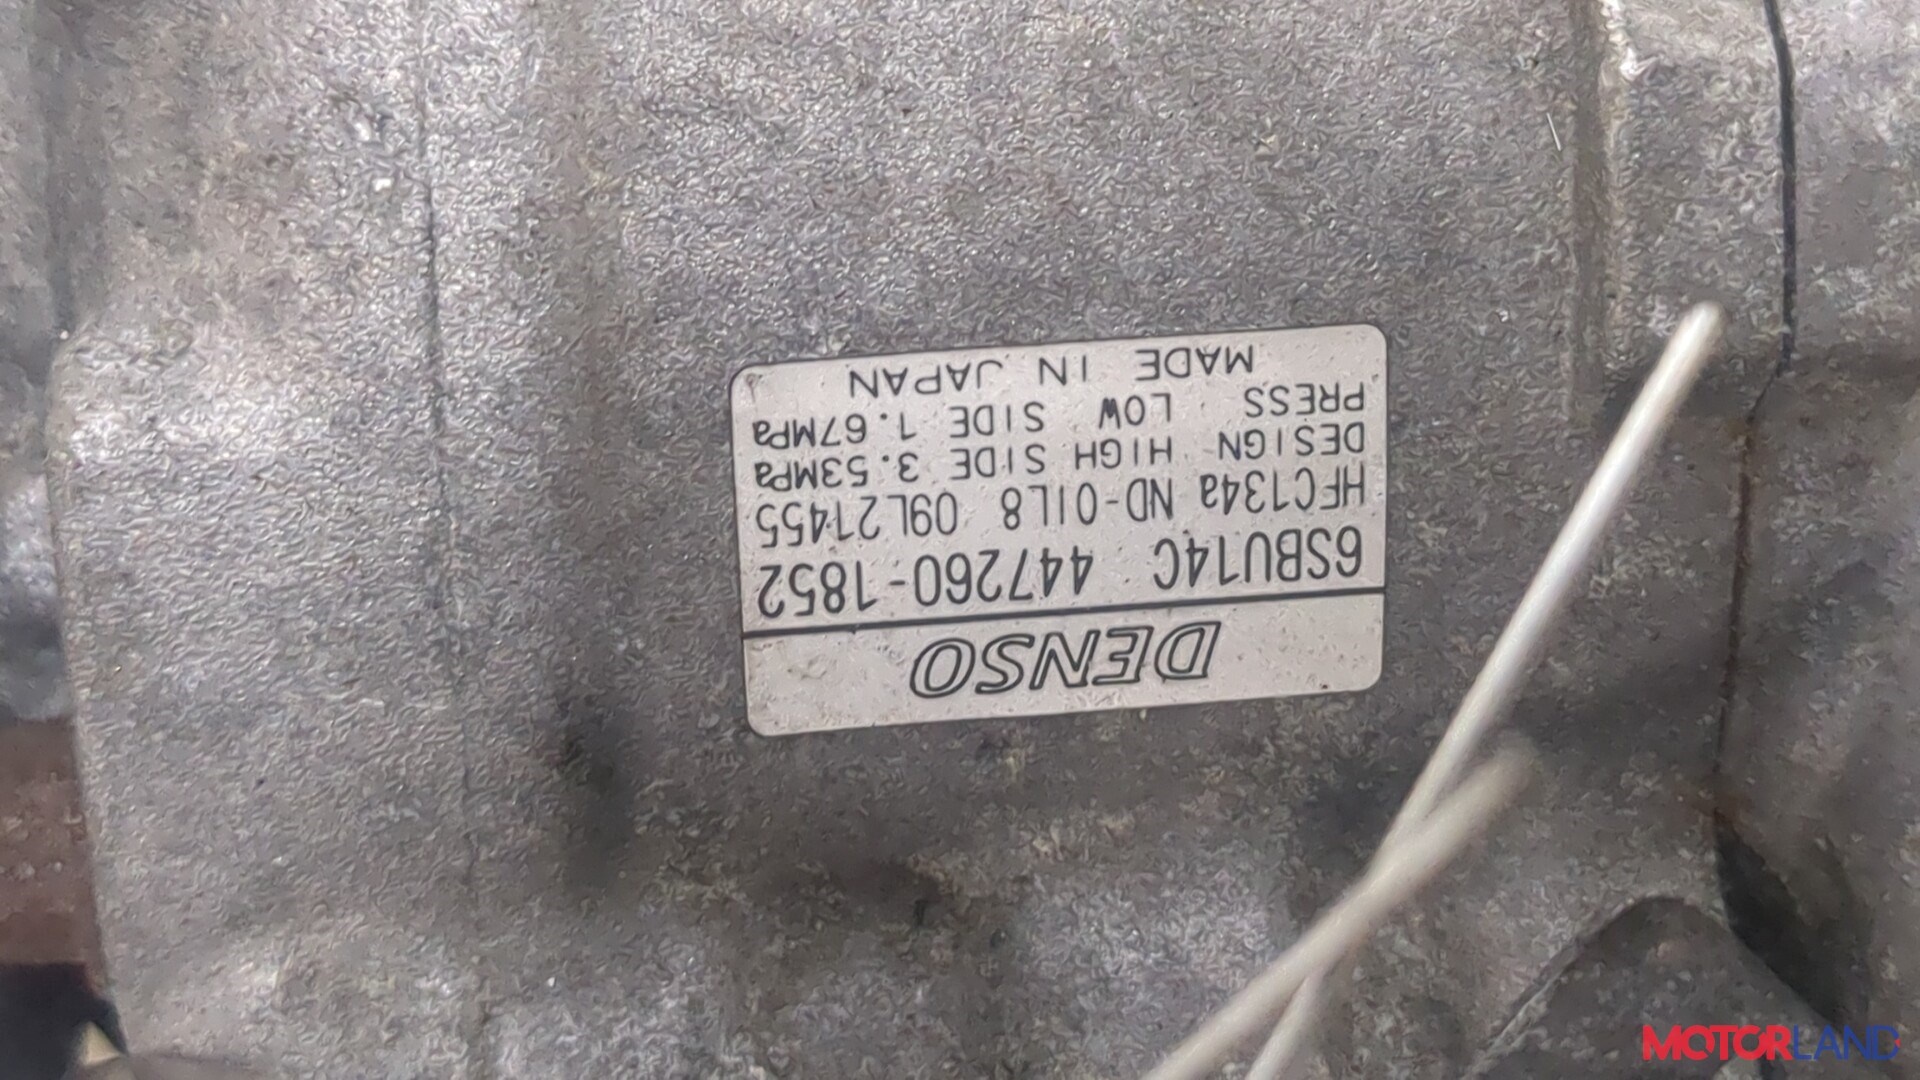 DENSO
6SBU14C 447260-1852
HFC134a ND-OIL8 09L21455
DESIGN HIGH SIDE 3.53MPa
PRESS LOW SIDE 1.67MPa
MADE IN JAPAN
MOTORLAND